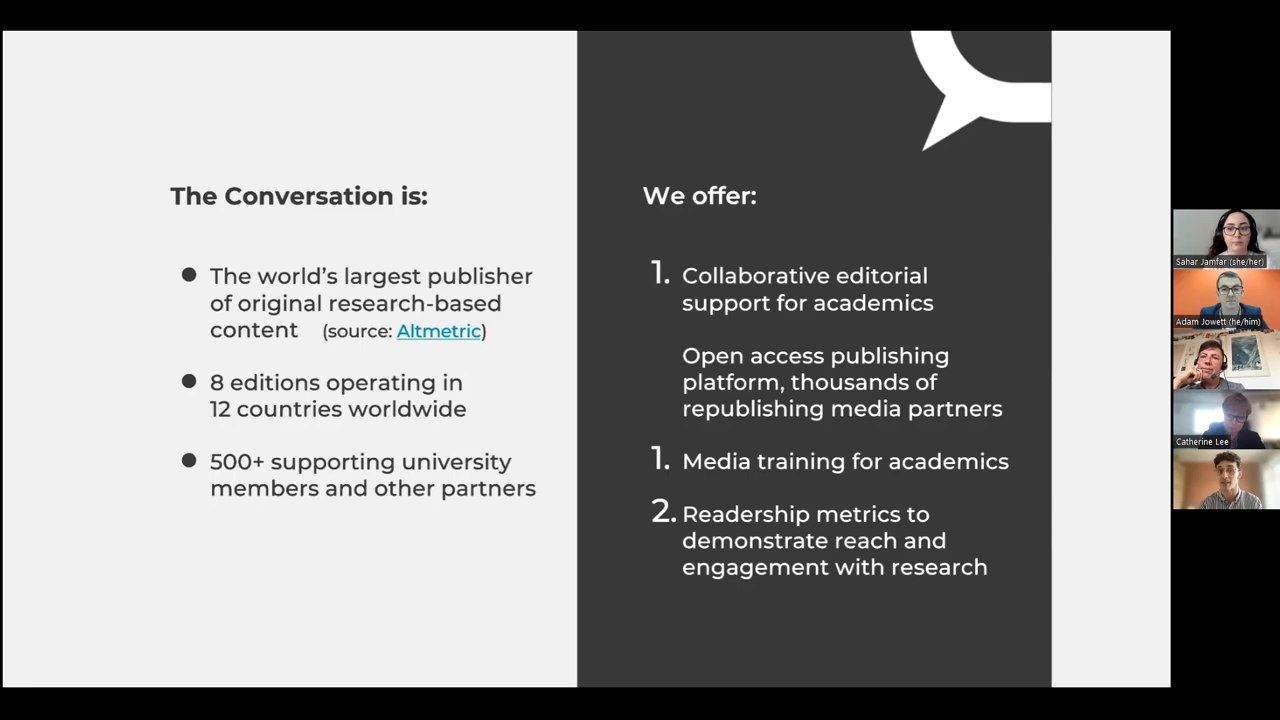 The Conversation is:
● The world’s largest publisher
of original research-based
content (source: Altmetric)
● 8 editions operating in
12 countries worldwide
● 500+ supporting university
members and other partners
We offer:
1. Collaborative editorial
support for academics
Open access publishing
platform, thousands of
republishing media partners
1. Media training for academics
2. Readership metrics to
demonstrate reach and
engagement with research
Sahar Jamfar (she/her)
Adam Jowett (he/him)
Catherine Lee